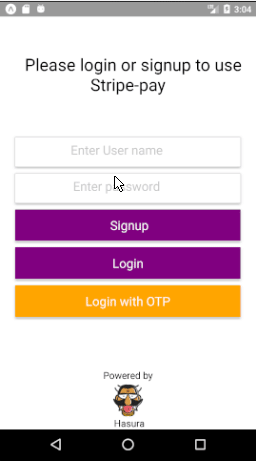 3:04
Please login or signup to use
Stripe-pay
Enter User name
Enter password
Signup
Login
Login with OTP
Powered by
Hasura